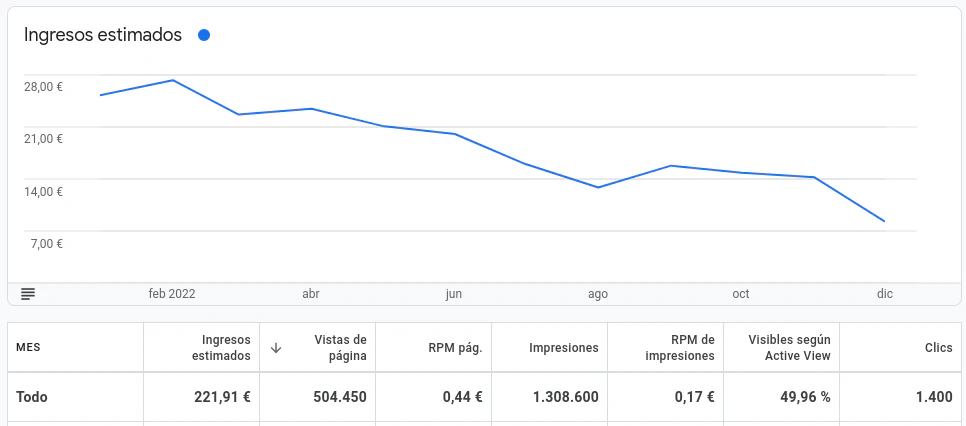 Ingresos estimados
28,00 €
21,00 €
14,00 €
7,00 €
feb 2022 abr jun ago oct dic
MES Ingresos estimados Vistas de página RPM pág. Impresiones RPM de impresiones Visibles según Active View Clics
Todo 221,91 € 504.450 0,44 € 1.308.600 0,17 € 49,96 % 1.400